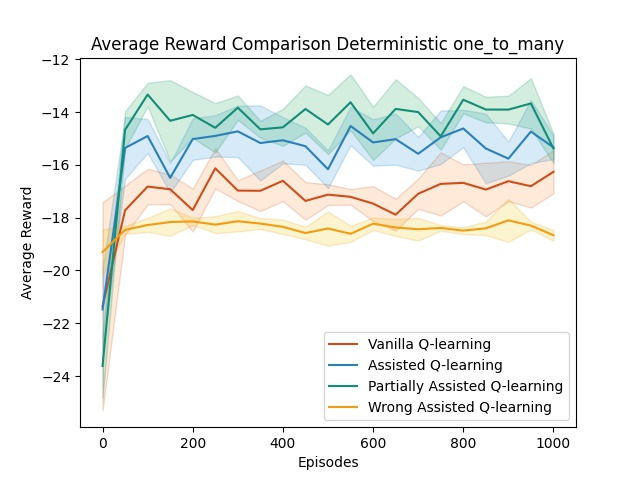 Average Reward Comparison Deterministic one_to_many
−12
−14
−16
−18
−20
−22
−24
Average Reward
0
200
400
600
800
1000
Episodes
Vanilla Q-learning
Assisted Q-learning
Partially Assisted Q-learning
Wrong Assisted Q-learning